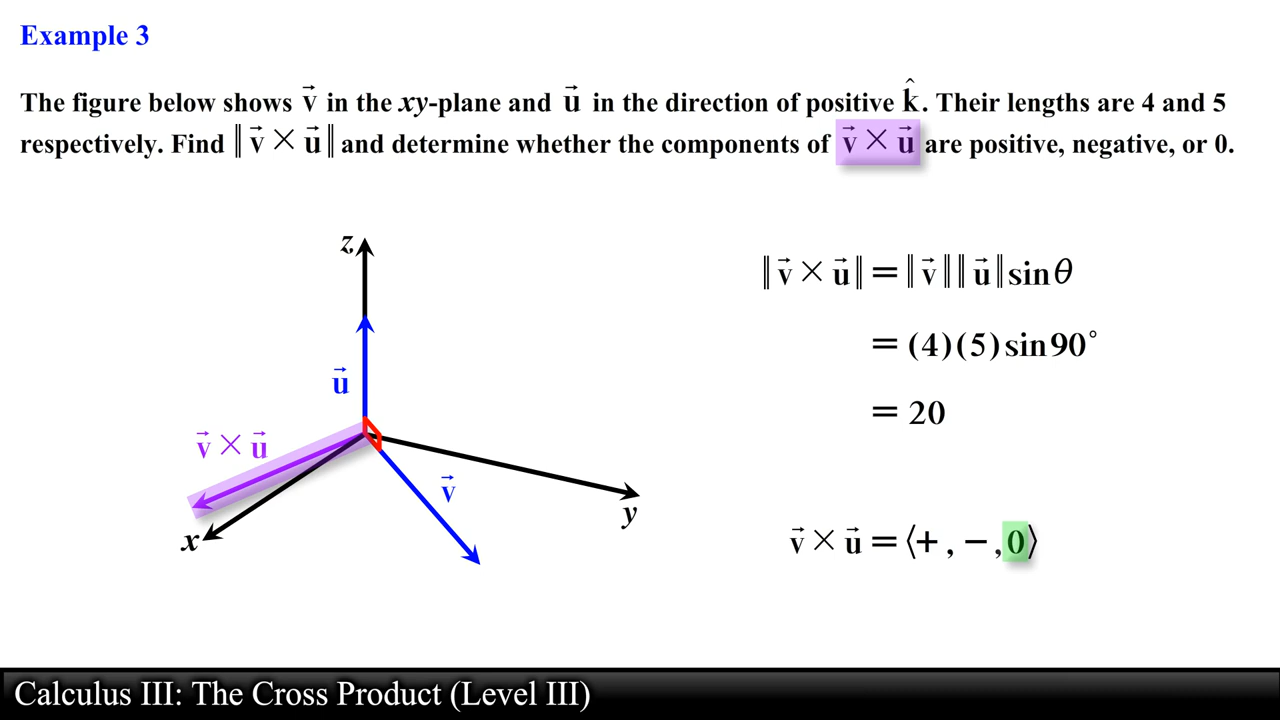 Example 3
The figure below shows v⃗ in the xy-plane and u⃗ in the direction of positive k̂. Their lengths are 4 and 5
respectively. Find ‖v⃗ × u⃗‖ and determine whether the components of v⃗ × u⃗ are positive, negative, or 0.
z
‖v⃗ × u⃗‖ = ‖v⃗‖‖u⃗‖ sin θ
= (4)(5) sin 90°
u⃗
= 20
v⃗ × u⃗
v⃗
y
x
v⃗ × u⃗ = ⟨+, −, 0⟩
Calculus III: The Cross Product (Level III)